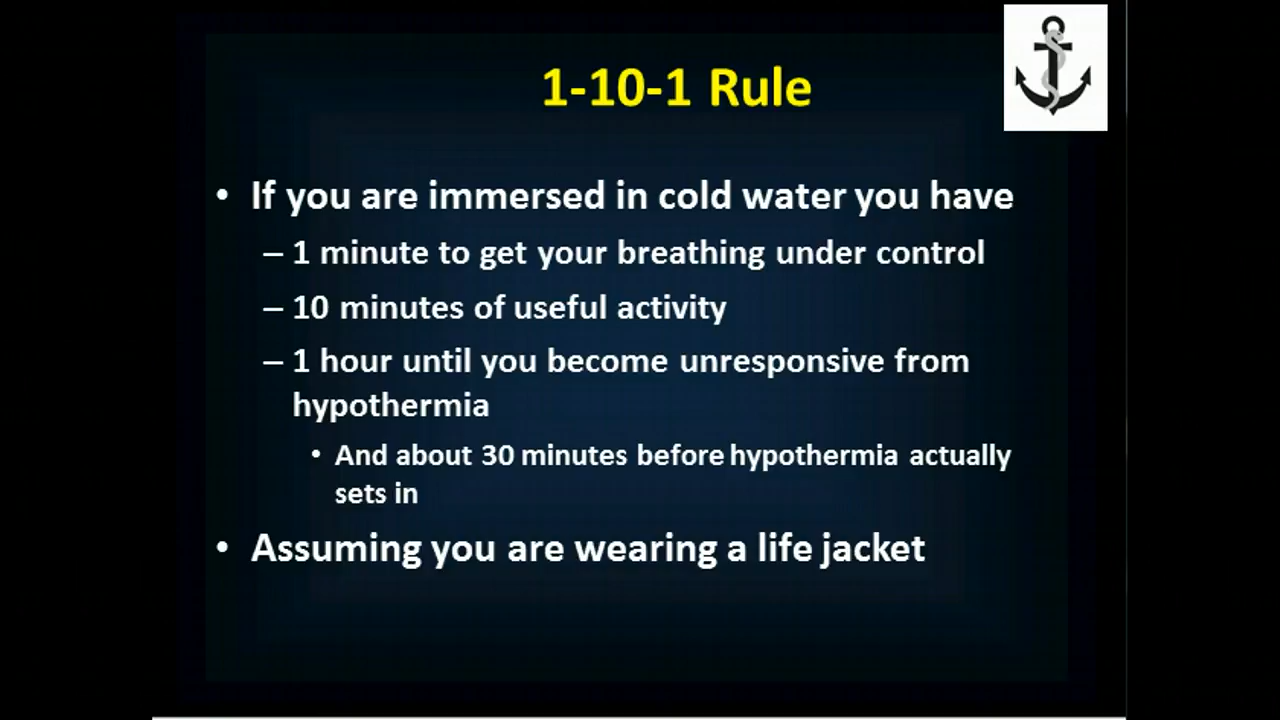 1-10-1 Rule
• If you are immersed in cold water you have
– 1 minute to get your breathing under control
– 10 minutes of useful activity
– 1 hour until you become unresponsive from
hypothermia
• And about 30 minutes before hypothermia actually
sets in
• Assuming you are wearing a life jacket